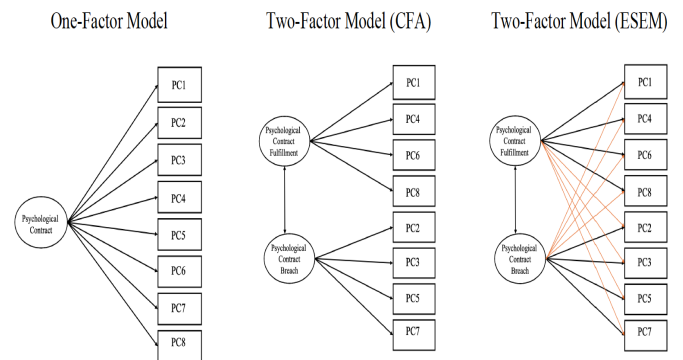 One-Factor Model
PC1
PC2
PC3
PC4
PC5
PC6
PC7
PC8
Psychological
Contract
Two-Factor Model (CFA)
Psychological
Contract
Fulfillment
Psychological
Contract
Breach
PC1
PC4
PC6
PC8
PC2
PC3
PC5
PC7
Two-Factor Model (ESEM)
Psychological
Contract
Fulfillment
Psychological
Contract
Breach
PC1
PC4
PC6
PC8
PC2
PC3
PC5
PC7